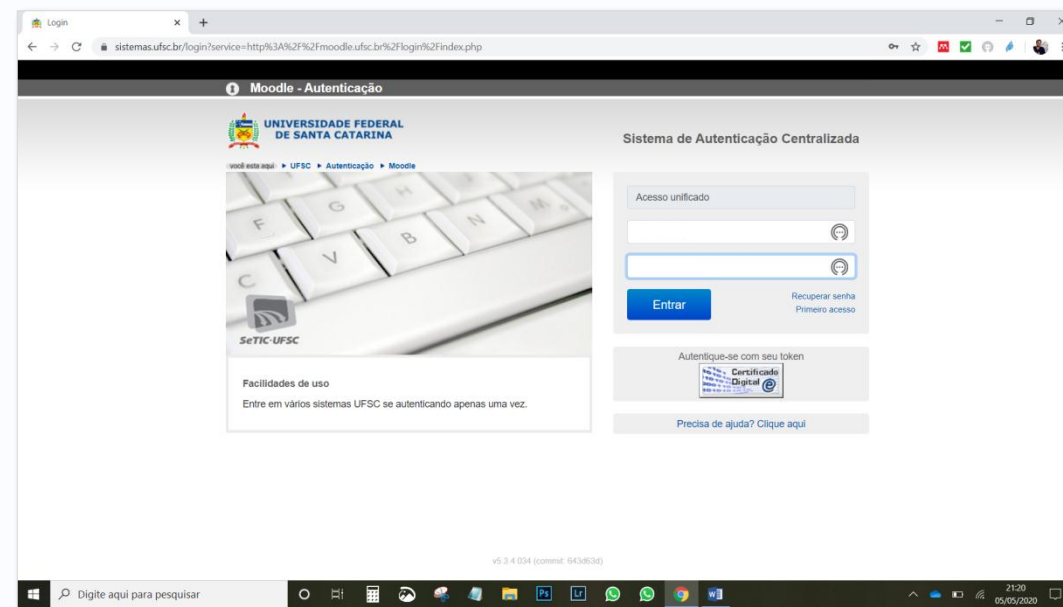 Login
sistemas.ufsc.br/login?service=http%3A%2F%2Fmoodle.ufsc.br%2Flogin%2Findex.php
Moodle - Autenticação
UNIVERSIDADE FEDERAL
DE SANTA CATARINA
Sistema de Autenticação Centralizada
você esta aqui UFSC Autenticação Moodle
Acesso unificado
Entrar
Recuperar senha
Primeiro acesso
F G H V B N M C
SeTIC-UFSC
Autentique-se com seu token
Certificado
Digital e
Facilidades de uso
Entre em vários sistemas UFSC se autenticando apenas uma vez.
Precisa de ajuda? Clique aqui
v5.3.4.034 (commit: 643d63d)
Digite aqui para pesquisar
Ps
Lr
21:20
05/05/2020